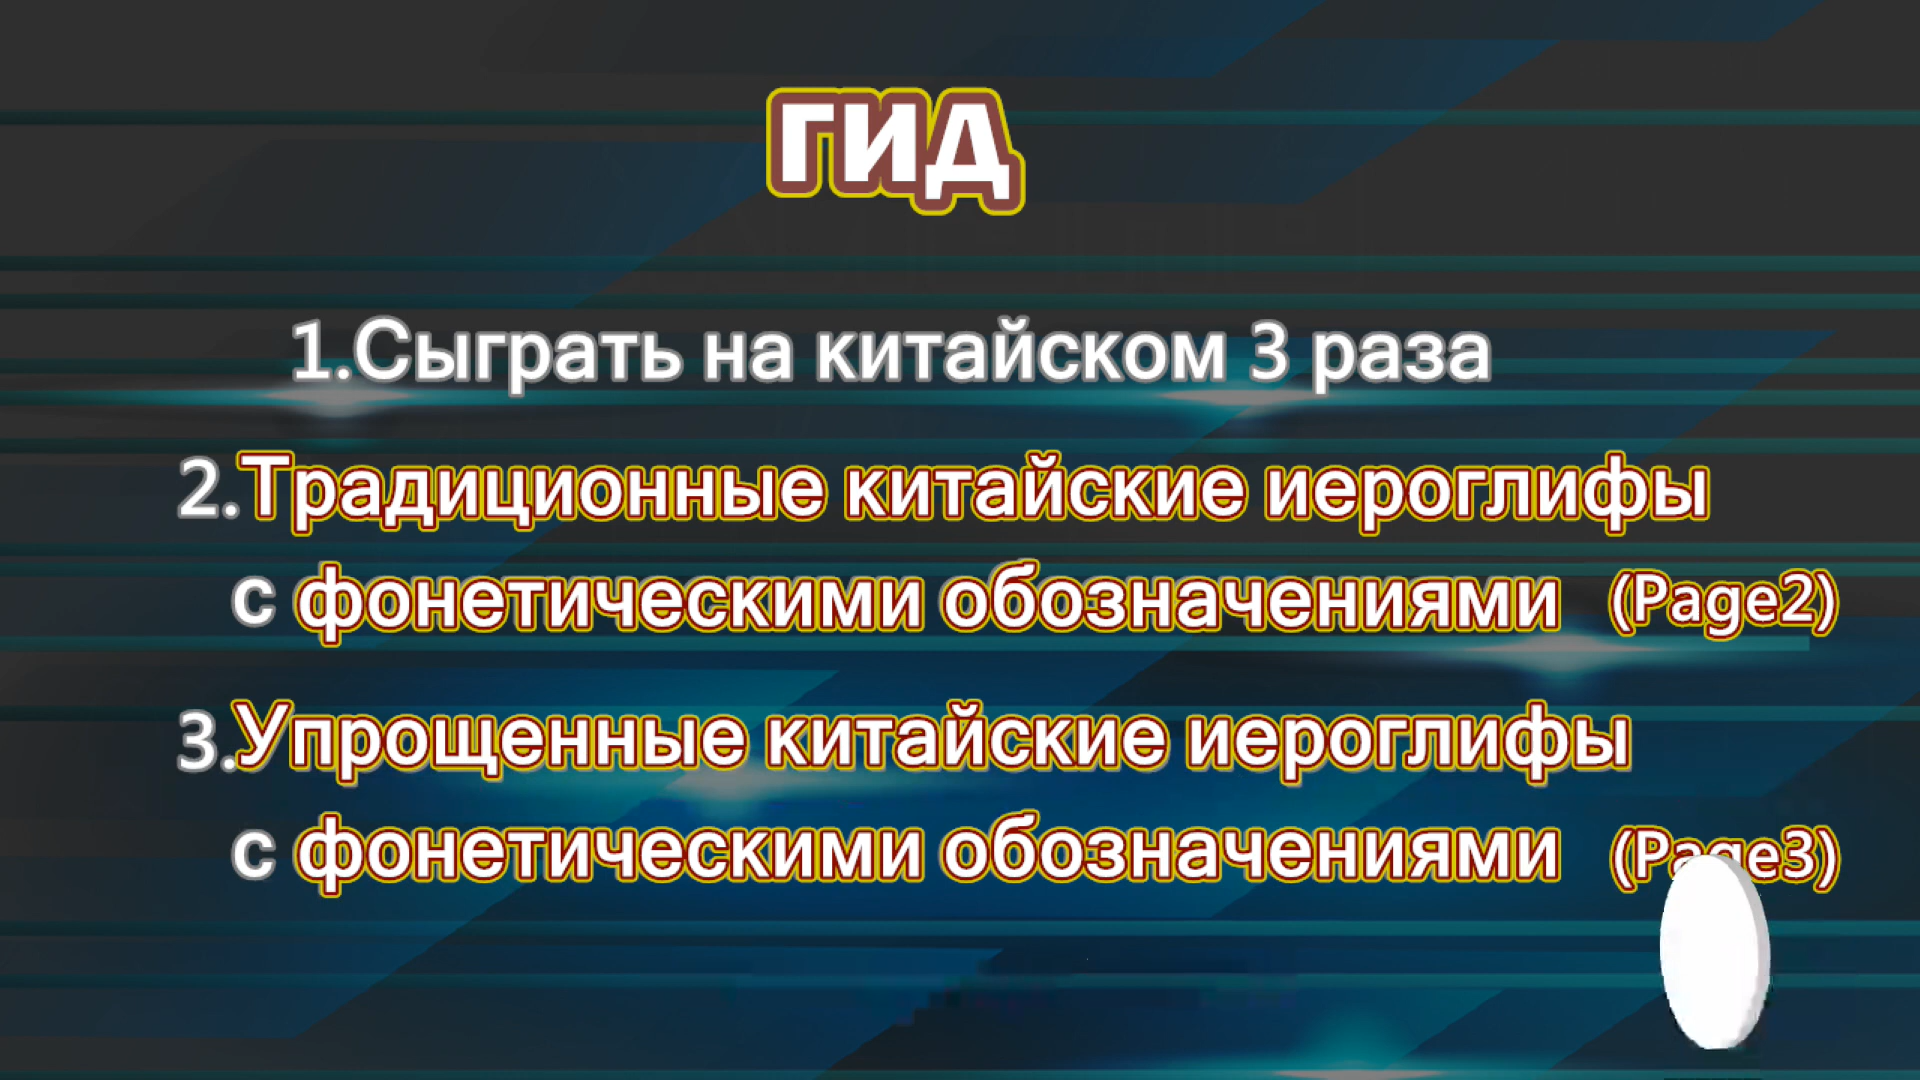 ГИД
1.Сыграть на китайском 3 раза
2.Традиционные китайские иероглифы
с фонетическими обозначениями (Page2)
3.Упрощенные китайские иероглифы
с фонетическими обозначениями (Page3)